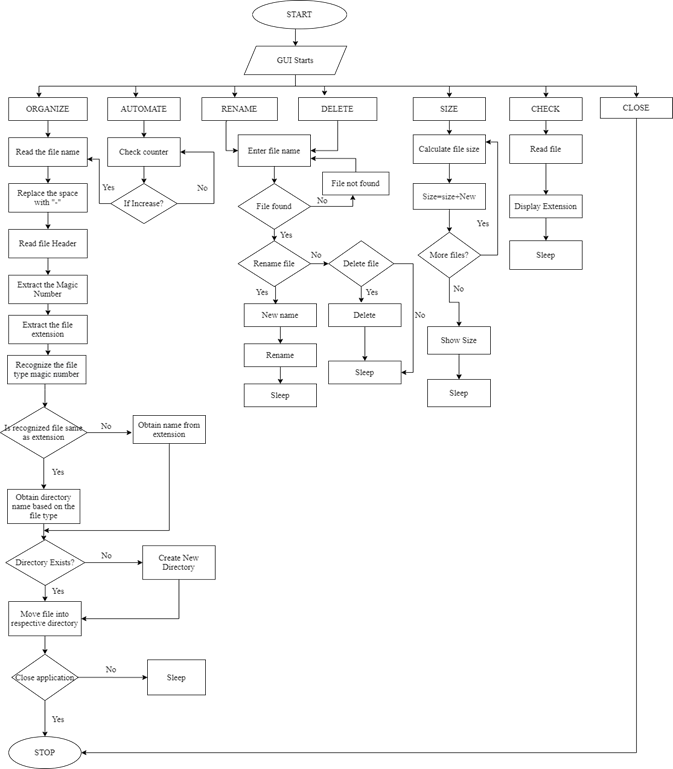 START
GUI Starts
ORGANIZE
AUTOMATE
RENAME
DELETE
SIZE
CHECK
CLOSE
Read the file name
Check counter
Enter file name
Calculate file size
Read file
Yes
No
File not found
Replace the space
with "-"
If Increase?
File found
No
Size=size+New
Display Extension
Yes
Yes
Read file Header
Rename file
No
Delete file
More files?
Sleep
Extract the Magic
Number
Yes
Yes
No
No
New name
Delete
Extract the file
extension
Show Size
Rename
Recognize the file
type magic number
Sleep
Sleep
Sleep
Is recognized file same
as extension
No
Obtain name from
extension
Yes
Obtain directory
name based on the
file type
Directory Exists?
No
Create New
Directory
Yes
Move file into
respective directory
Close application
No
Sleep
Yes
STOP